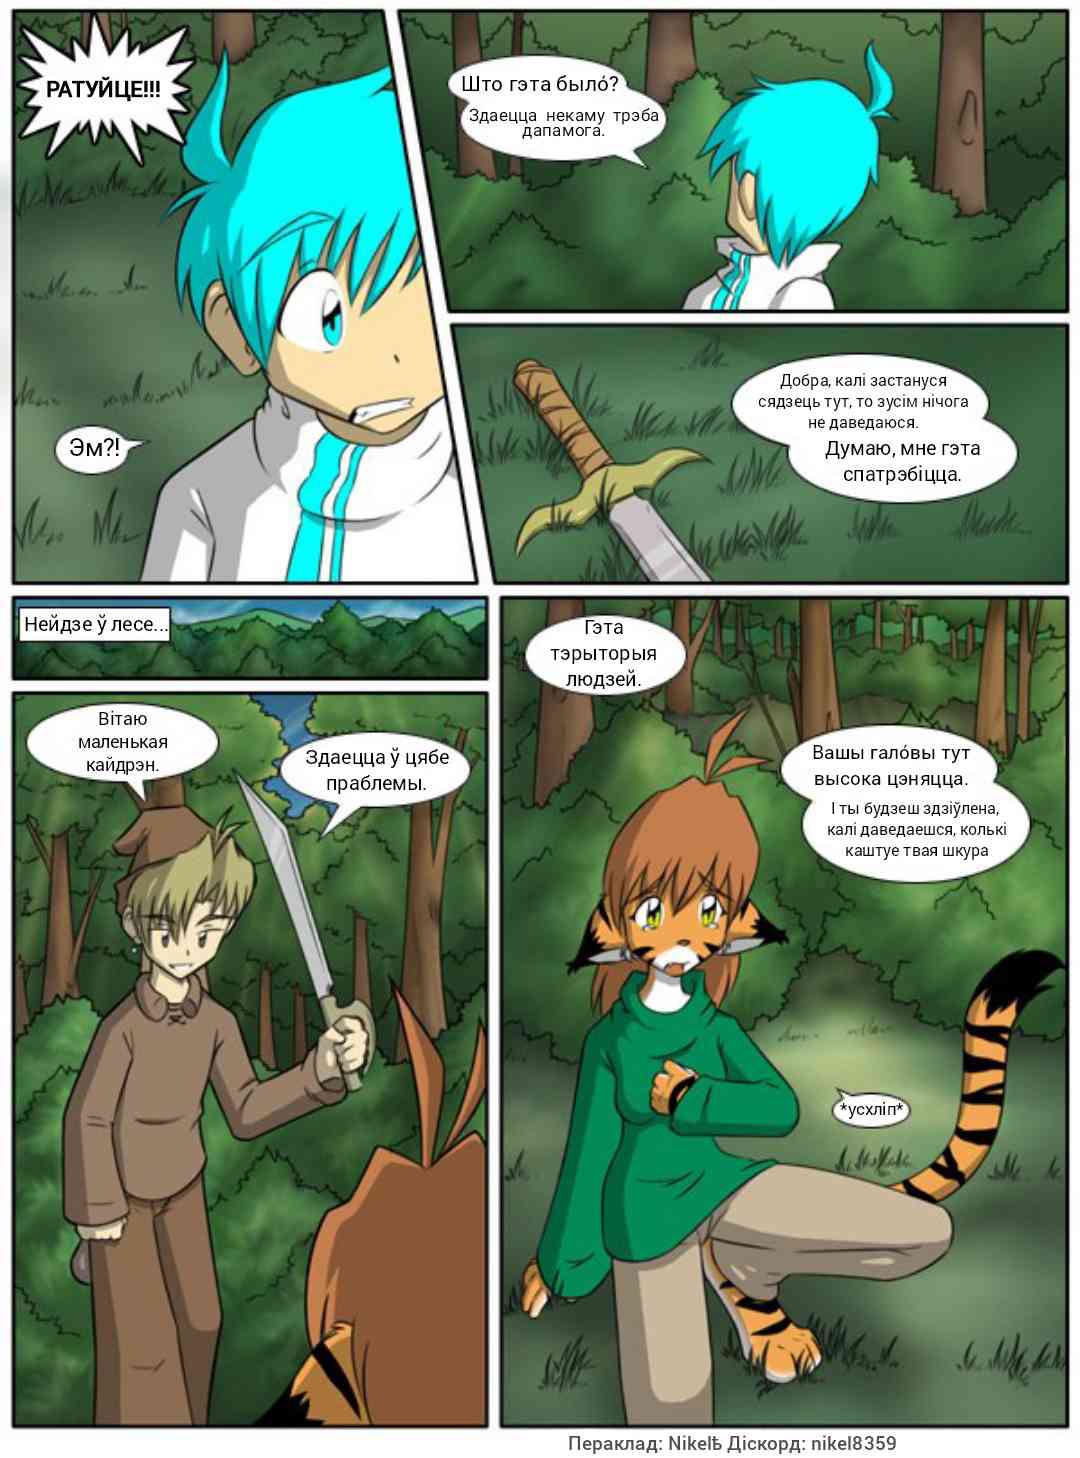 РАТУЙЦЕ!!!
Эм?!
Што гэта было́?
Здаецца некаму трэба
дапамога.
Добра, калі застануся
сядзець тут, то зусім нічога
не даведаюся.
Думаю, мне гэта
спатрэбіцца.
Нейдзе ў лесе...
Вітаю
маленькая
кайдрэн.
Здаецца ў цябе
праблемы.
Гэта
тэрыторыя
людзей.
Вашы гало́вы тут
высока цэняцца.
І ты будзеш здзіўлена,
калі даведаешся, колькі
каштуе твая шкура
*усхліп*
Пераклад: Nikelѣ Діскорд: nikel8359